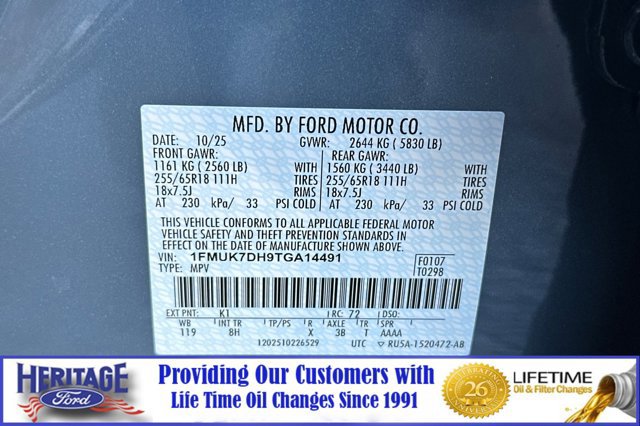 MFD. BY FORD MOTOR CO.
DATE: 10/25 GVWR: 2644 KG ( 5830 LB)
FRONT GAWR: REAR GAWR:
1161 KG ( 2560 LB) 1560 KG ( 3440 LB)
255/65R18 111H TIRES 255/65R18 111H TIRES
18x7.5J RIMS 18x7.5J RIMS
AT 230 kPa/ 33 PSI COLD AT 230 kPa/ 33 PSI COLD
THIS VEHICLE CONFORMS TO ALL APPLICABLE FEDERAL MOTOR
VEHICLE SAFETY AND BUMPER STANDARDS IN EFFECT ON THE DATE OF
MANUFACTURE SHOWN ABOVE.
VIN: 1FMUK7DH9TGA14491 F0107
TYPE: MPV T0298
EXT PNT: K1 RC: 72 DSO:
WB INT TR TP/PS R AXLE TR SPR
119 8H X 38 T AAAA
1202510226529 UTC ▽ RU5A-1520472-AB
HERITAGE
Ford
Providing Our Customers with
Life Time Oil Changes Since 1991
26
LIFETIME
Oil & Filter Changes